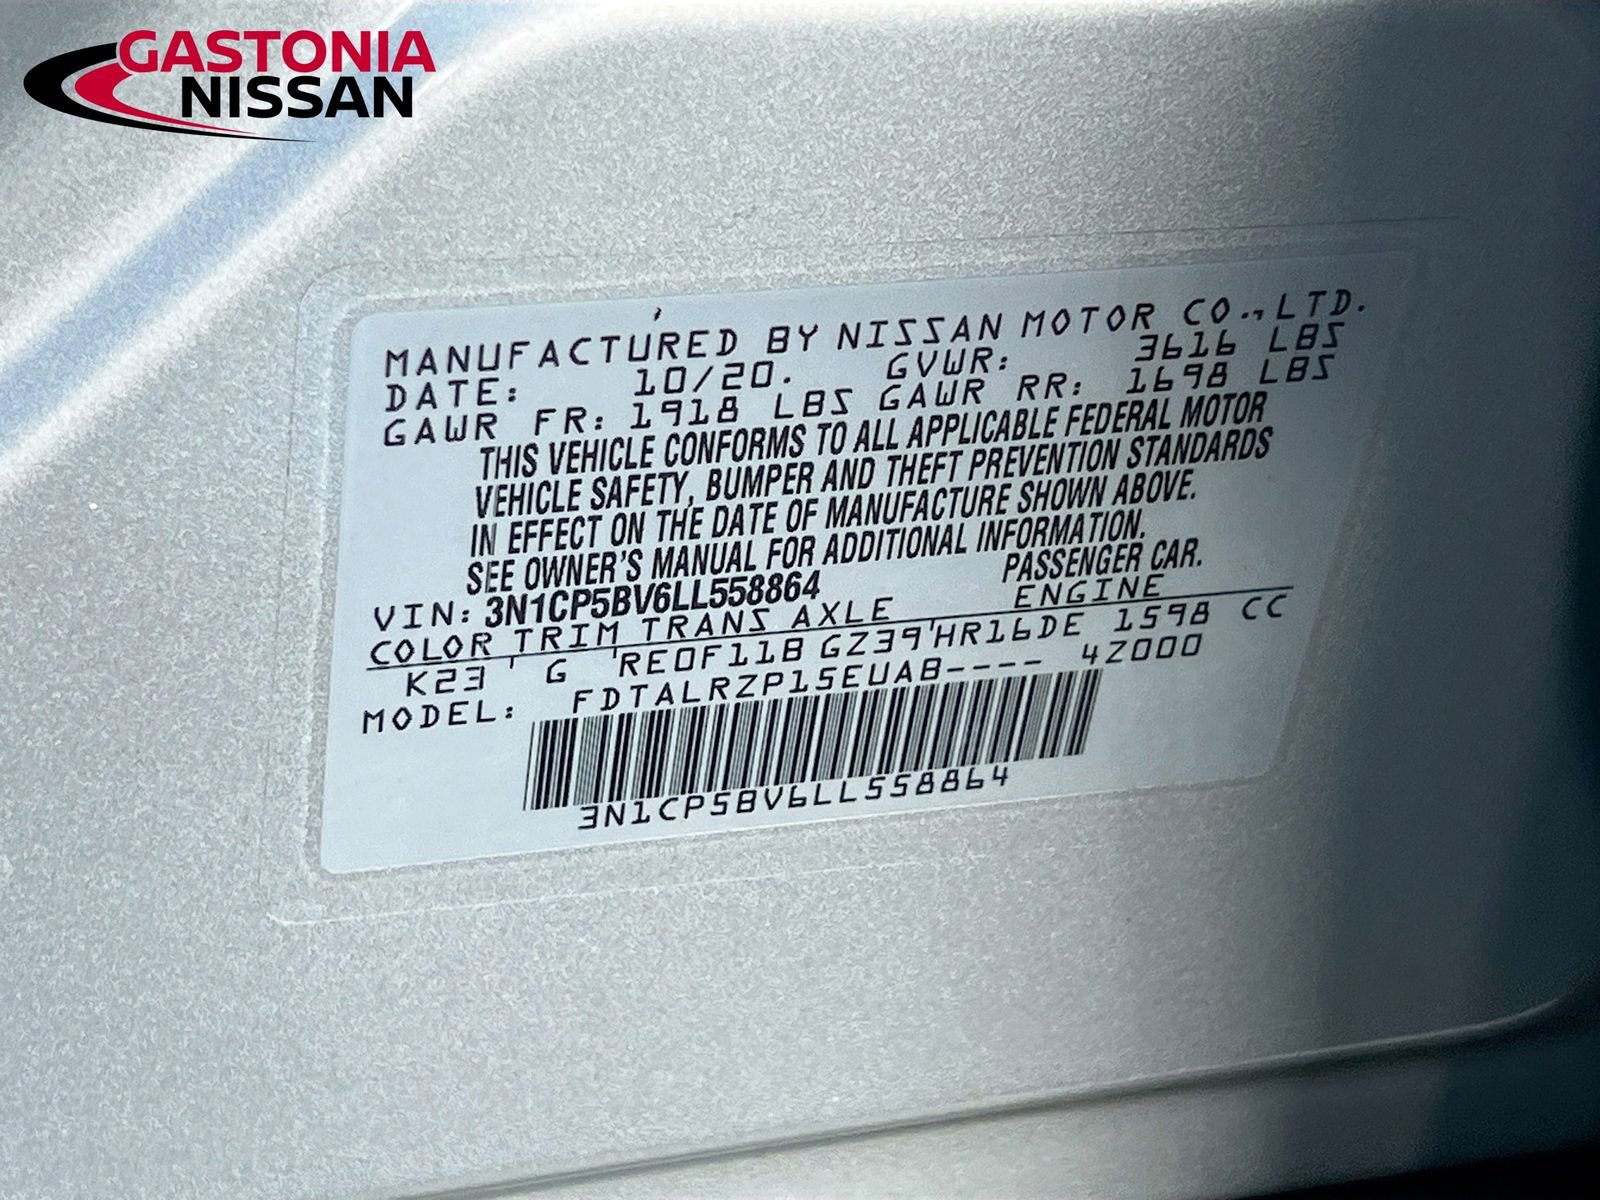 GASTONIA
NISSAN
MANUFACTURED BY NISSAN MOTOR CO., LTD.
DATE: 10/20. GVWR: 3616 LBS
GAWR FR: 1918 LBS GAWR RR: 1698 LBS
THIS VEHICLE CONFORMS TO ALL APPLICABLE FEDERAL MOTOR
VEHICLE SAFETY, BUMPER AND THEFT PREVENTION STANDARDS
IN EFFECT ON THE DATE OF MANUFACTURE SHOWN ABOVE.
SEE OWNER'S MANUAL FOR ADDITIONAL INFORMATION.
VIN: 3N1CP5BV6LL558864 PASSENGER CAR.
COLOR TRIM TRANS AXLE ENGINE
K23 ' G 'RE0F11B GZ39'HR16DE 1598 CC
MODEL: FDTALRZP15EUAB---- 4Z000
3N1CP5BV6LL558864